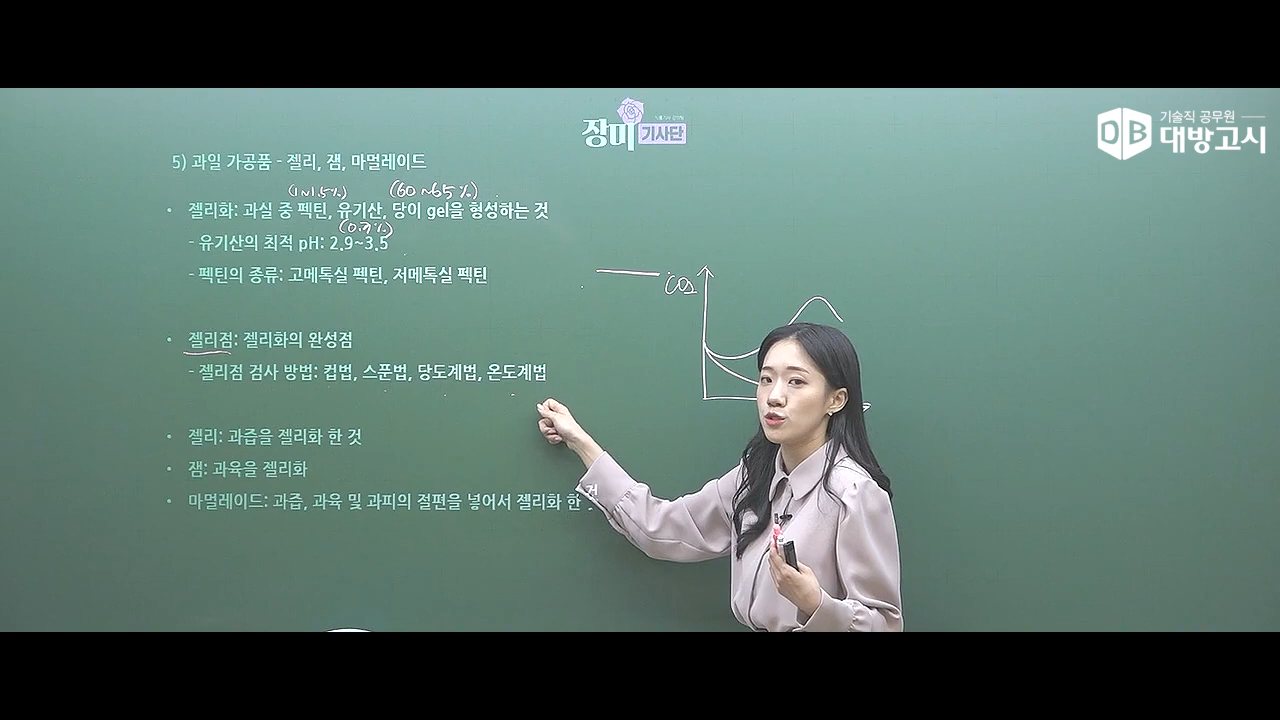 장미 기사단
기술직 공무원
대방고시
DB
5) 과일 가공품 - 젤리, 잼, 마멀레이드
(1~1.5%) (60~65%)
• 젤리화: 과실 중 펙틴, 유기산, 당이 gel을 형성하는 것
(0.3%)
- 유기산의 최적 pH: 2.9~3.5
- 펙틴의 종류: 고메톡실 펙틴, 저메톡실 펙틴
CO₂
• 젤리점: 젤리화의 완성점
- 젤리점 검사 방법: 컵법, 스푼법, 당도계법, 온도계법
• 젤리: 과즙을 젤리화 한 것
• 잼: 과육을 젤리화
• 마멀레이드: 과즙, 과육 및 과피의 절편을 넣어서 젤리화 한 것